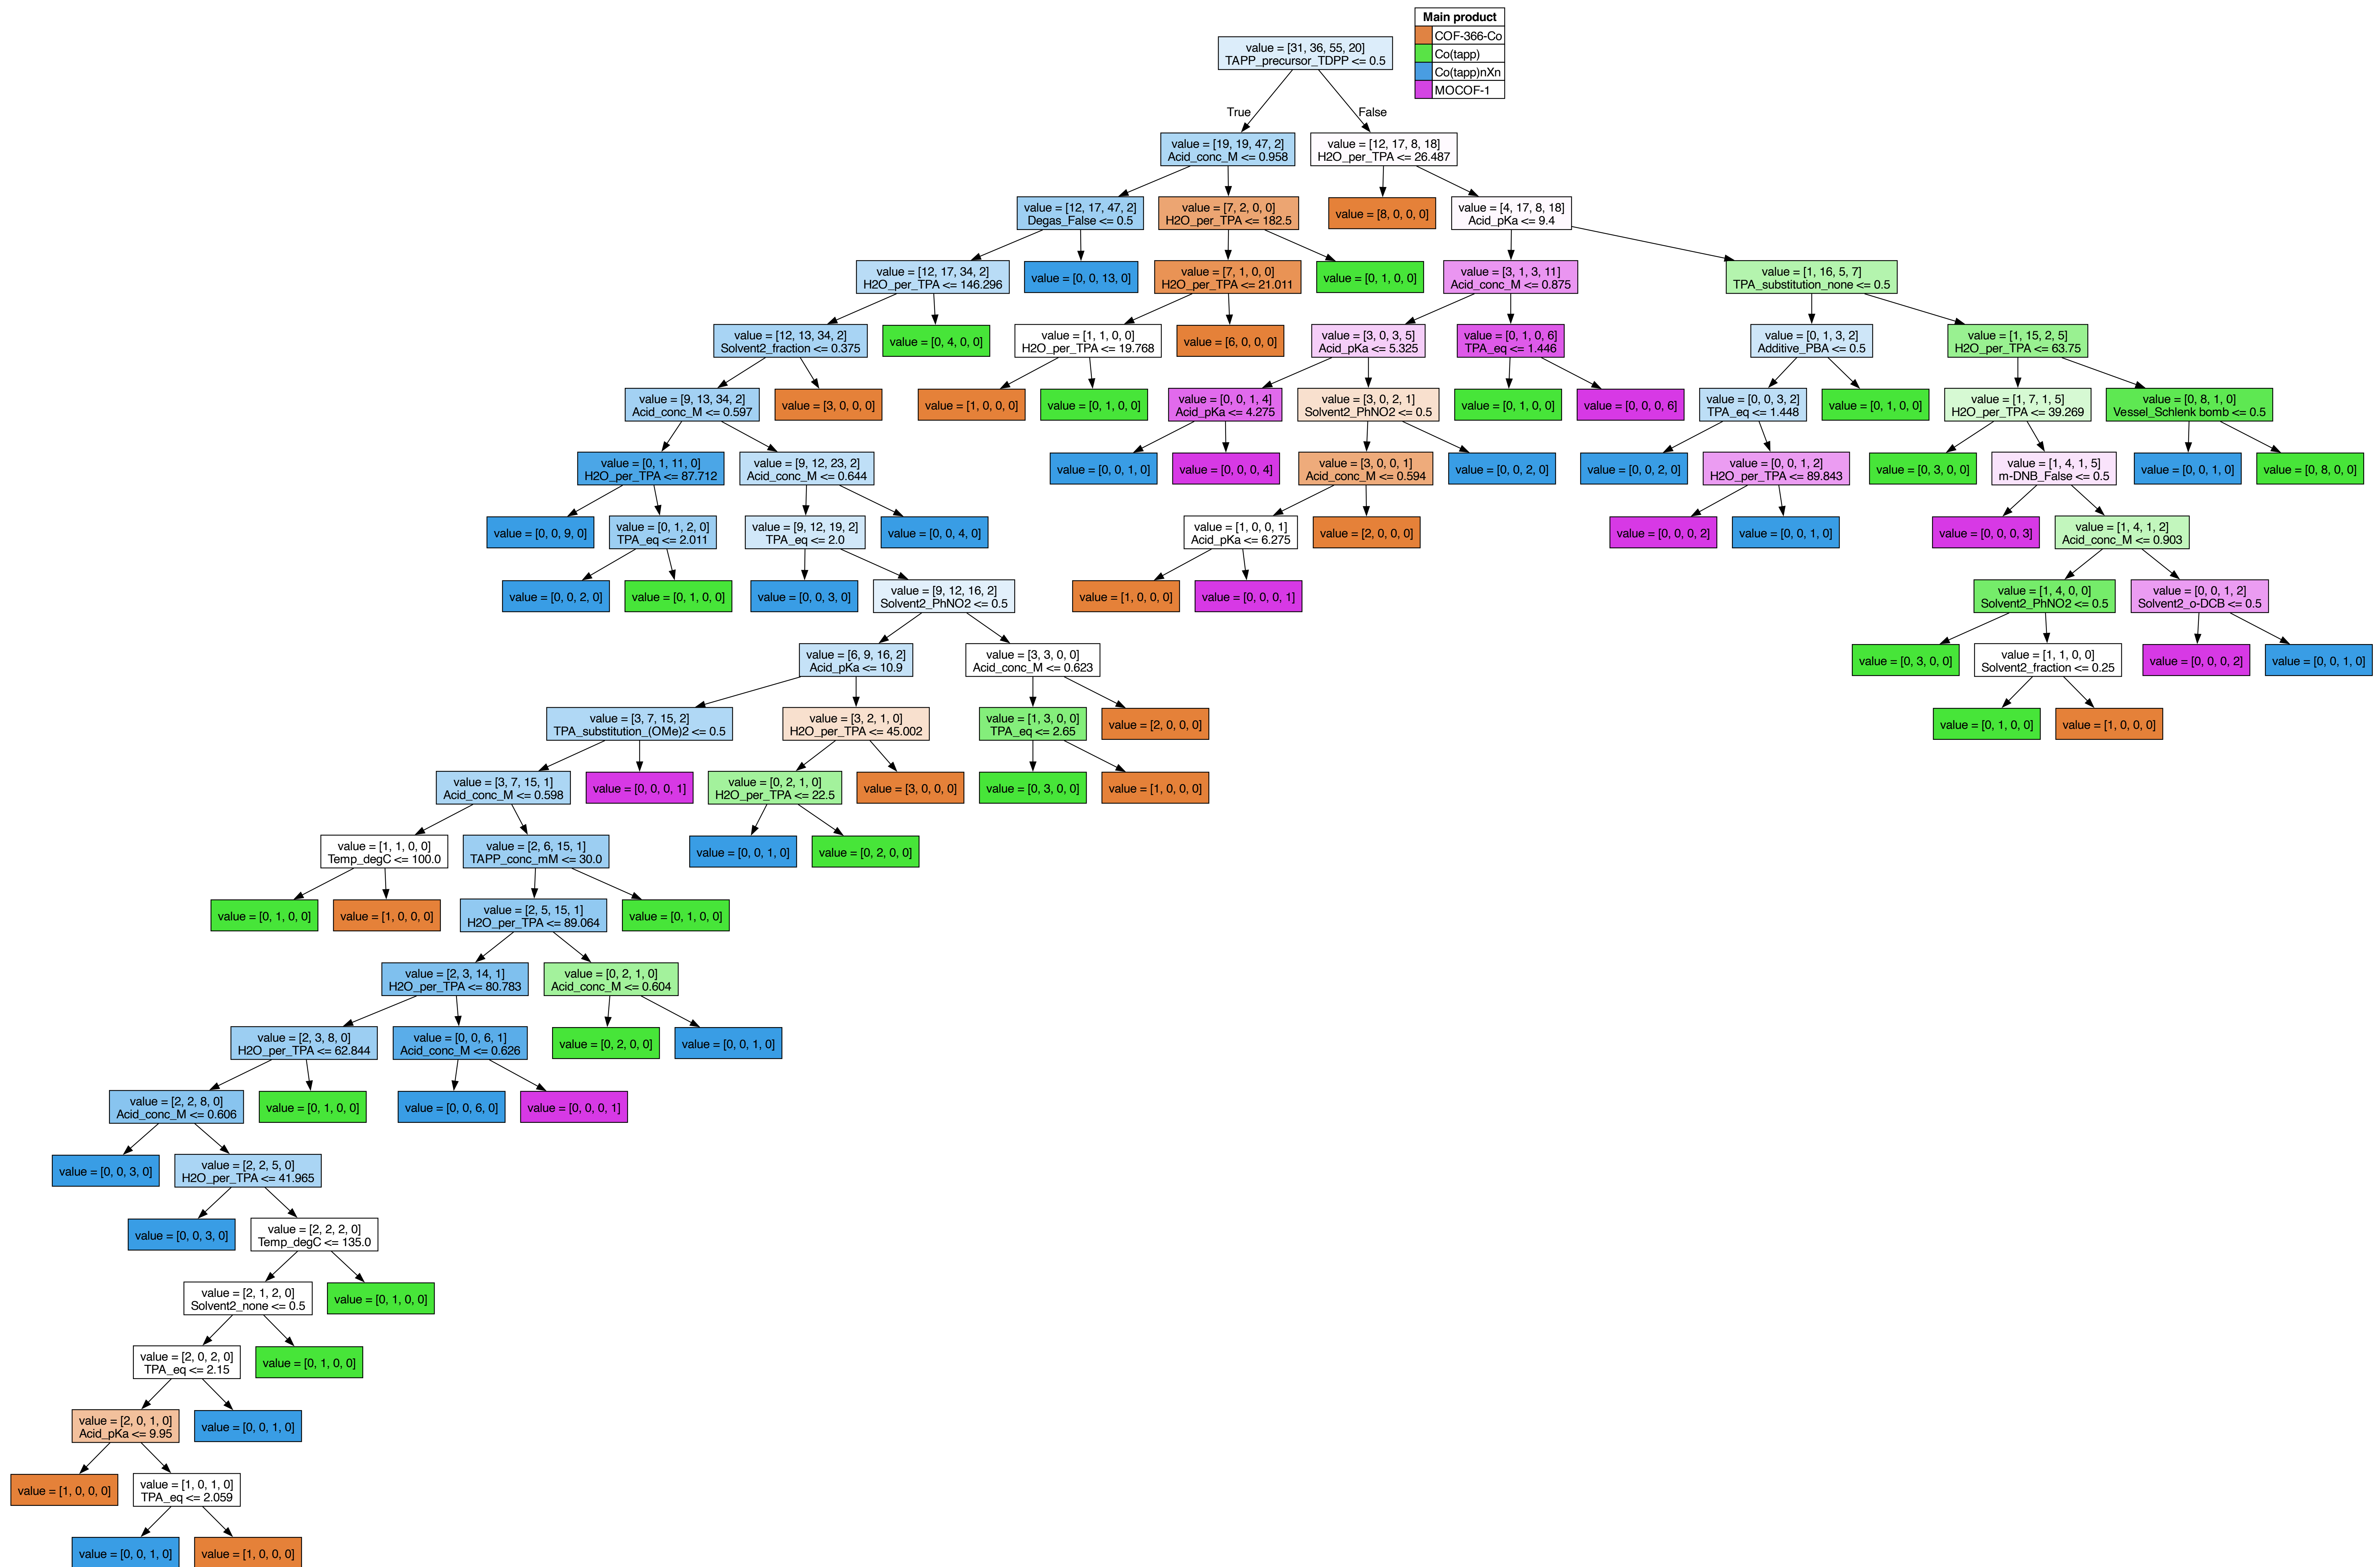 Main product
COF-366-Co
Co(tapp)
Co(tapp)nXn
MOCOF-1
value = [31, 36, 55, 20]
TAPP_precursor_TDPP <= 0.5
True
False
value = [19, 19, 47, 2]
Acid_conc_M <= 0.958
value = [12, 17, 8, 18]
H2O_per_TPA <= 26.487
value = [12, 17, 47, 2]
Degas_False <= 0.5
value = [7, 2, 0, 0]
H2O_per_TPA <= 182.5
value = [8, 0, 0, 0]
value = [4, 17, 8, 18]
Acid_pKa <= 9.4
value = [12, 17, 34, 2]
H2O_per_TPA <= 146.296
value = [0, 0, 13, 0]
value = [7, 1, 0, 0]
H2O_per_TPA <= 21.011
value = [0, 1, 0, 0]
value = [3, 1, 3, 11]
Acid_conc_M <= 0.875
value = [1, 16, 5, 7]
TPA_substitution_none <= 0.5
value = [12, 13, 34, 2]
Solvent2_fraction <= 0.375
value = [0, 4, 0, 0]
value = [1, 1, 0, 0]
H2O_per_TPA <= 19.768
value = [6, 0, 0, 0]
value = [3, 0, 3, 5]
Acid_pKa <= 5.325
value = [0, 1, 0, 6]
TPA_eq <= 1.446
value = [0, 1, 3, 2]
Additive_PBA <= 0.5
value = [1, 15, 2, 5]
H2O_per_TPA <= 63.75
value = [9, 13, 34, 2]
Acid_conc_M <= 0.597
value = [3, 0, 0, 0]
value = [1, 0, 0, 0]
value = [0, 1, 0, 0]
value = [0, 0, 1, 4]
Acid_pKa <= 4.275
value = [3, 0, 2, 1]
Solvent2_PhNO2 <= 0.5
value = [0, 1, 0, 0]
value = [0, 0, 0, 6]
value = [0, 0, 3, 2]
TPA_eq <= 1.448
value = [0, 1, 0, 0]
value = [1, 7, 1, 5]
H2O_per_TPA <= 39.269
value = [0, 8, 1, 0]
Vessel_Schlenk bomb <= 0.5
value = [0, 1, 11, 0]
H2O_per_TPA <= 87.712
value = [9, 12, 23, 2]
Acid_conc_M <= 0.644
value = [0, 0, 1, 0]
value = [0, 0, 0, 4]
value = [3, 0, 0, 1]
Acid_conc_M <= 0.594
value = [0, 0, 2, 0]
value = [0, 0, 2, 0]
value = [0, 0, 1, 2]
H2O_per_TPA <= 89.843
value = [0, 3, 0, 0]
value = [1, 4, 1, 5]
m-DNB_False <= 0.5
value = [0, 0, 1, 0]
value = [0, 8, 0, 0]
value = [0, 0, 9, 0]
value = [0, 1, 2, 0]
TPA_eq <= 2.011
value = [9, 12, 19, 2]
TPA_eq <= 2.0
value = [0, 0, 4, 0]
value = [1, 0, 0, 1]
Acid_pKa <= 6.275
value = [2, 0, 0, 0]
value = [0, 0, 0, 2]
value = [0, 0, 1, 0]
value = [0, 0, 0, 3]
value = [1, 4, 1, 2]
Acid_conc_M <= 0.903
value = [0, 0, 2, 0]
value = [0, 1, 0, 0]
value = [0, 0, 3, 0]
value = [9, 12, 16, 2]
Solvent2_PhNO2 <= 0.5
value = [1, 0, 0, 0]
value = [0, 0, 0, 1]
value = [1, 4, 0, 0]
Solvent2_PhNO2 <= 0.5
value = [0, 0, 1, 2]
Solvent2_o-DCB <= 0.5
value = [6, 9, 16, 2]
Acid_pKa <= 10.9
value = [3, 3, 0, 0]
Acid_conc_M <= 0.623
value = [0, 3, 0, 0]
value = [1, 1, 0, 0]
Solvent2_fraction <= 0.25
value = [0, 0, 0, 2]
value = [0, 0, 1, 0]
value = [3, 7, 15, 2]
TPA_substitution_(OMe)2 <= 0.5
value = [3, 2, 1, 0]
H2O_per_TPA <= 45.002
value = [1, 3, 0, 0]
TPA_eq <= 2.65
value = [2, 0, 0, 0]
value = [0, 1, 0, 0]
value = [1, 0, 0, 0]
value = [3, 7, 15, 1]
Acid_conc_M <= 0.598
value = [0, 0, 0, 1]
value = [0, 2, 1, 0]
H2O_per_TPA <= 22.5
value = [3, 0, 0, 0]
value = [0, 3, 0, 0]
value = [1, 0, 0, 0]
value = [1, 1, 0, 0]
Temp_degC <= 100.0
value = [2, 6, 15, 1]
TAPP_conc_mM <= 30.0
value = [0, 0, 1, 0]
value = [0, 2, 0, 0]
value = [0, 1, 0, 0]
value = [1, 0, 0, 0]
value = [2, 5, 15, 1]
H2O_per_TPA <= 89.064
value = [0, 1, 0, 0]
value = [2, 3, 14, 1]
H2O_per_TPA <= 80.783
value = [0, 2, 1, 0]
Acid_conc_M <= 0.604
value = [2, 3, 8, 0]
H2O_per_TPA <= 62.844
value = [0, 0, 6, 1]
Acid_conc_M <= 0.626
value = [0, 2, 0, 0]
value = [0, 0, 1, 0]
value = [2, 2, 8, 0]
Acid_conc_M <= 0.606
value = [0, 1, 0, 0]
value = [0, 0, 6, 0]
value = [0, 0, 0, 1]
value = [0, 0, 3, 0]
value = [2, 2, 5, 0]
H2O_per_TPA <= 41.965
value = [0, 0, 3, 0]
value = [2, 2, 2, 0]
Temp_degC <= 135.0
value = [2, 1, 2, 0]
Solvent2_none <= 0.5
value = [0, 1, 0, 0]
value = [2, 0, 2, 0]
TPA_eq <= 2.15
value = [0, 1, 0, 0]
value = [2, 0, 1, 0]
Acid_pKa <= 9.95
value = [0, 0, 1, 0]
value = [1, 0, 0, 0]
value = [1, 0, 1, 0]
TPA_eq <= 2.059
value = [0, 0, 1, 0]
value = [1, 0, 0, 0]